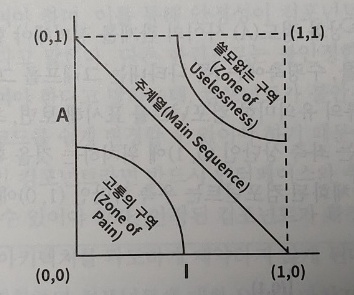 (0,1)
(1,1)
쓸모없는 구역
(Zone of
Uselessness)
A
주계열(Main Sequence)
고통의 구역
(Zone of
Pain)
(0,0)
I
(1,0)